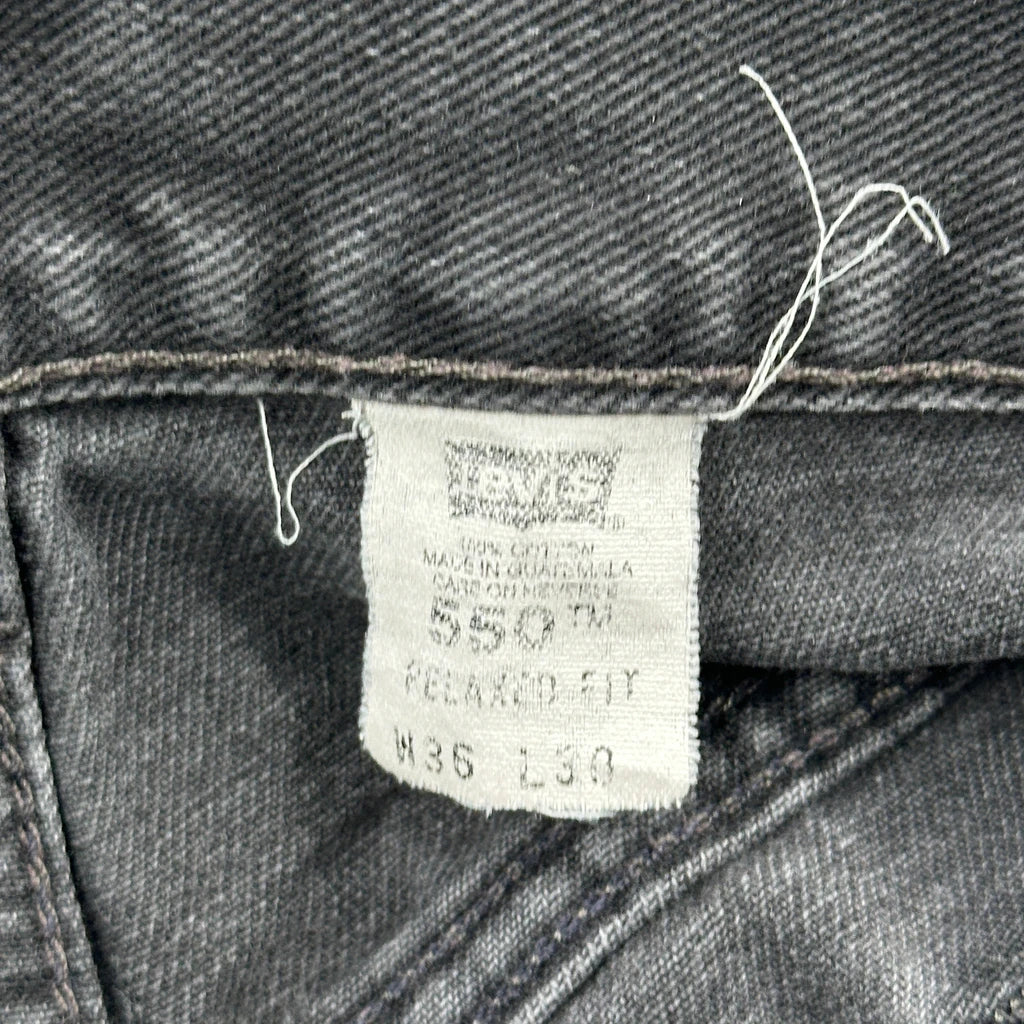 Levi's
®
100% COTTON
MADE IN GUATEMALA
CARE ON REVERSE
550™
RELAXED FIT
W36 L30